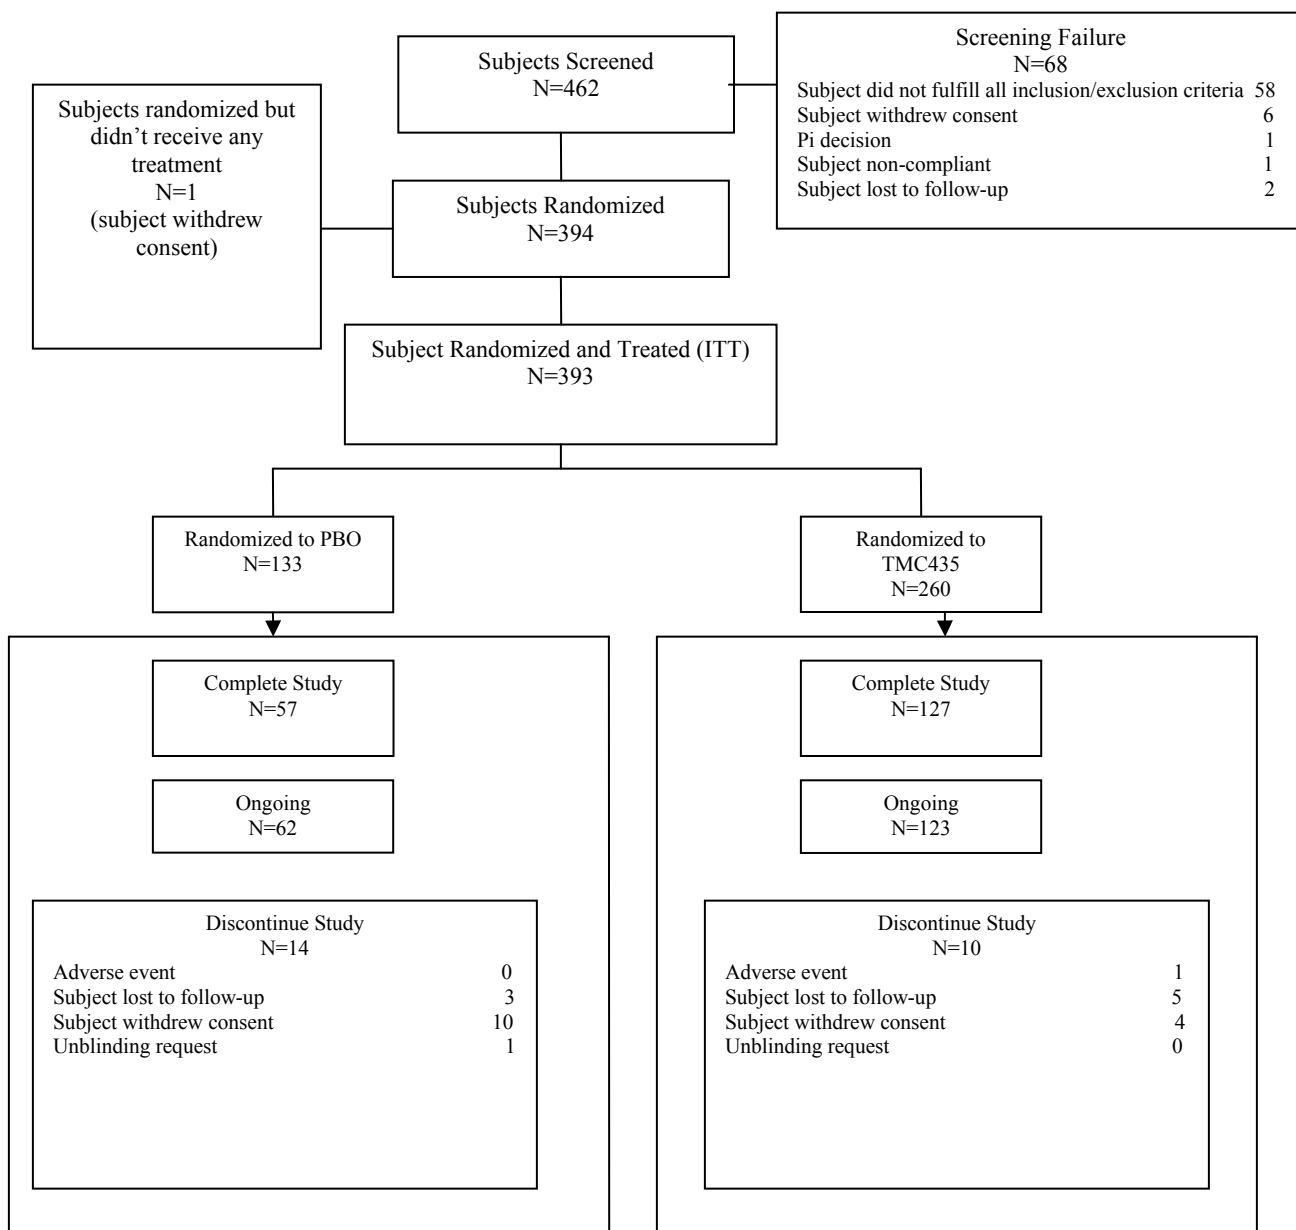 Subjects Screened
N=462
Screening Failure
N=68
Subject did not fulfill all inclusion/exclusion criteria 58
Subject withdrew consent 6
Pi decision 1
Subject non-compliant 1
Subject lost to follow-up 2
Subjects randomized but
didn't receive any
treatment
N=1
(subject withdrew
consent)
Subjects Randomized
N=394
Subject Randomized and Treated (ITT)
N=393
Randomized to PBO
N=133
Randomized to
TMC435
N=260
Complete Study
N=57
Ongoing
N=62
Discontinue Study
N=14
Adverse event 0
Subject lost to follow-up 3
Subject withdrew consent 10
Unblinding request 1
Complete Study
N=127
Ongoing
N=123
Discontinue Study
N=10
Adverse event 1
Subject lost to follow-up 5
Subject withdrew consent 4
Unblinding request 0